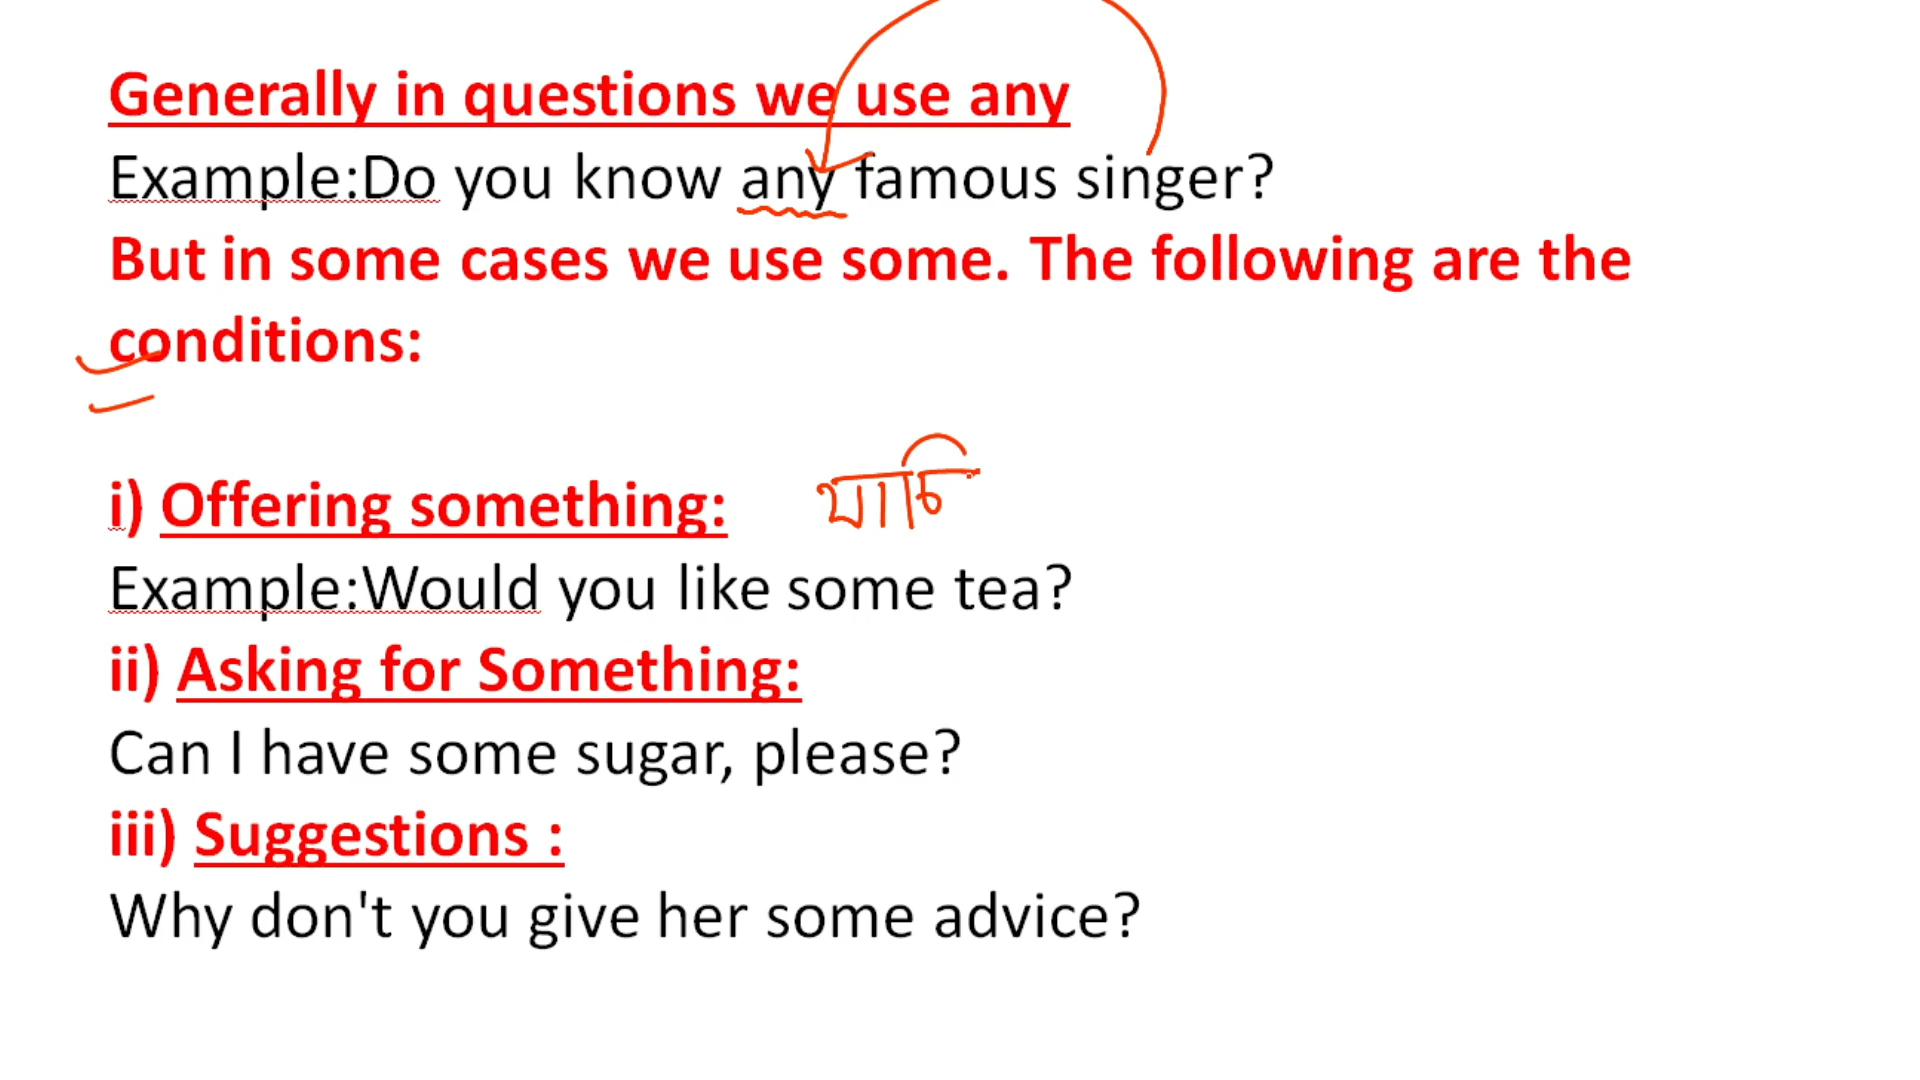 Generally in questions we use any
Example:Do you know any famous singer?
But in some cases we use some. The following are the
conditions:
i) Offering something:
Example:Would you like some tea?
ii) Asking for Something:
Can I have some sugar, please?
iii) Suggestions :
Why don't you give her some advice?